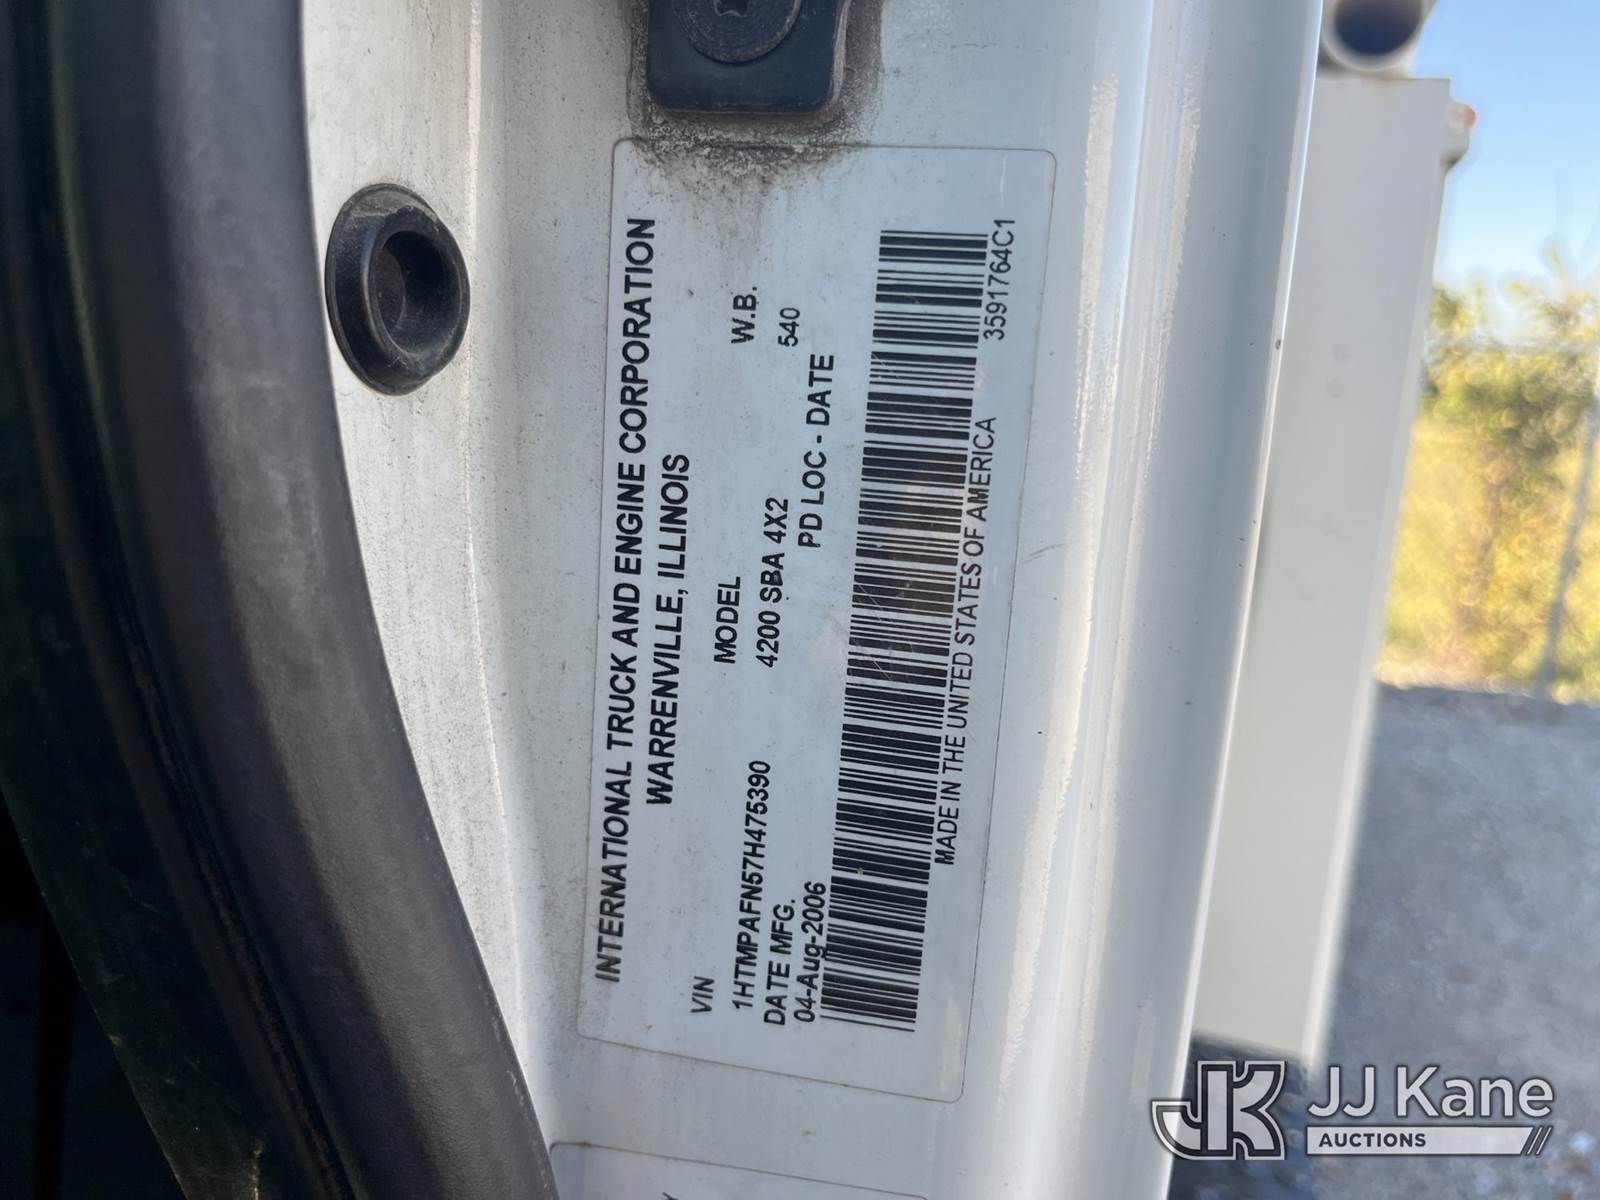 INTERNATIONAL TRUCK AND ENGINE CORPORATION
WARRENVILLE, ILLINOIS
VIN MODEL W.B.
1HTMPAFN57H475390 4200 SBA 4X2 540
DATE MFG. PD LOC - DATE
04-Aug-2006
MADE IN THE UNITED STATES OF AMERICA 3591764C1
JK JJ Kane
AUCTIONS